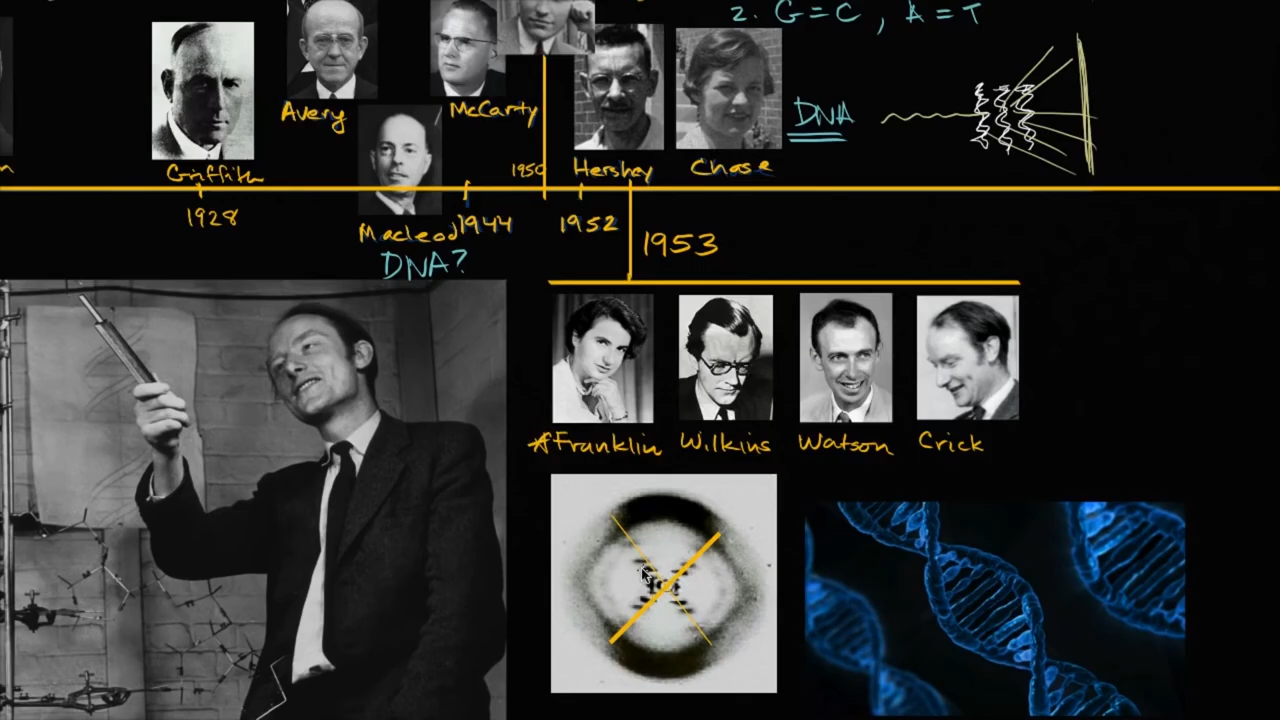 2. G = C , A = T
Avery
McCarty
DNA
Griffith
1950
Hershey
Chase
1928
Macleod
1944
1952
1953
DNA?
*Franklin
Wilkins
Watson
Crick